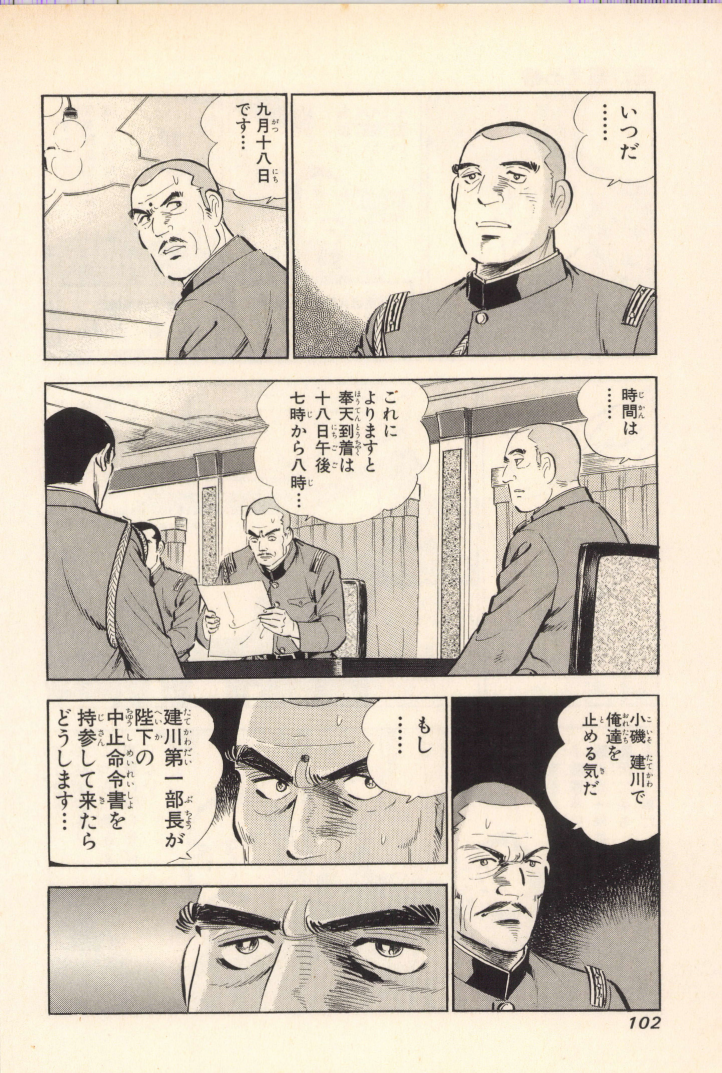 いつだ
……
九月十八日
です…
時間は
……
ごれに
よりますと
奉天到着は
十八日午後
七時から八時…
小磯 建川で
俺達を
止める気だ
もし
……
建川第一部長が
陛下の
中止命令書を
持参して来たら
どうします…
102